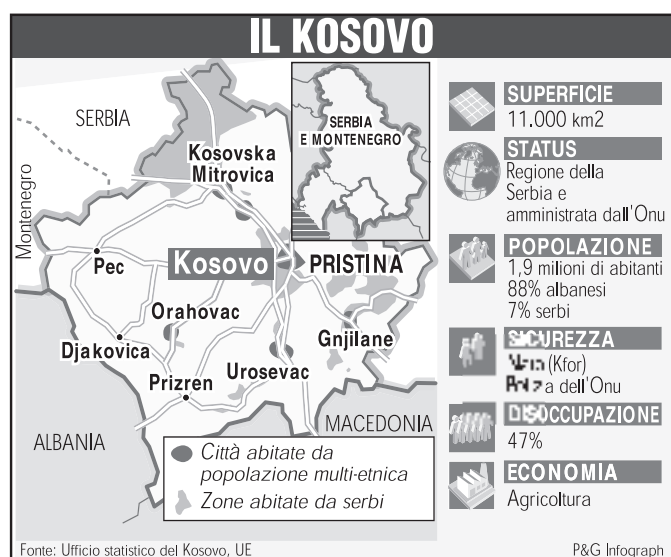 IL KOSOVO
SERBIA
Montenegro
Kosovska
Mitrovica
Pec
Kosovo
PRISTINA
Orahovac
Djakovica
Gnjilane
Prizren
Urosevac
ALBANIA
MACEDONIA
SERBIA
E MONTENEGRO
Città abitate da
popolazione multi-etnica
Zone abitate da serbi
SUPERFICIE
11.000 km2
STATUS
Regione della
Serbia e
amministrata dall'Onu
POPOLAZIONE
1,9 milioni di abitanti
88% albanesi
7% serbi
SICUREZZA
(Kfor)
dell'Onu
DISOCCUPAZIONE
47%
ECONOMIA
Agricoltura
Fonte: Ufficio statistico del Kosovo, UE
P&G Infograph